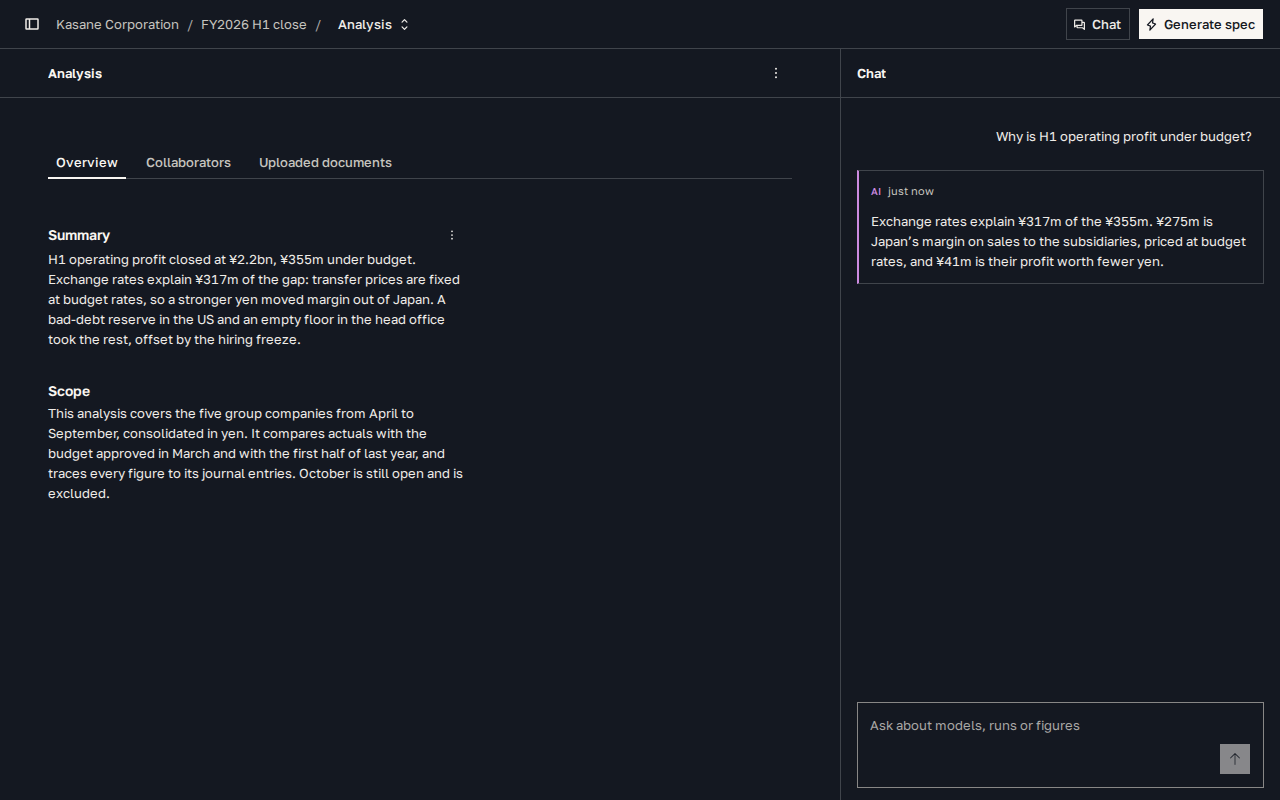 Kasane Corporation / FY2026 H1 close / Analysis
Chat
Generate spec
Analysis
Overview
Collaborators
Uploaded documents
Summary
H1 operating profit closed at ¥2.2bn, ¥355m under budget.
Exchange rates explain ¥317m of the gap: transfer prices are fixed
at budget rates, so a stronger yen moved margin out of Japan. A
bad-debt reserve in the US and an empty floor in the head office
took the rest, offset by the hiring freeze.
Scope
This analysis covers the five group companies from April to
September, consolidated in yen. It compares actuals with the
budget approved in March and with the first half of last year, and
traces every figure to its journal entries. October is still open and is
excluded.
Chat
Why is H1 operating profit under budget?
AI just now
Exchange rates explain ¥317m of the ¥355m. ¥275m is
Japan’s margin on sales to the subsidiaries, priced at budget
rates, and ¥41m is their profit worth fewer yen.
Ask about models, runs or figures